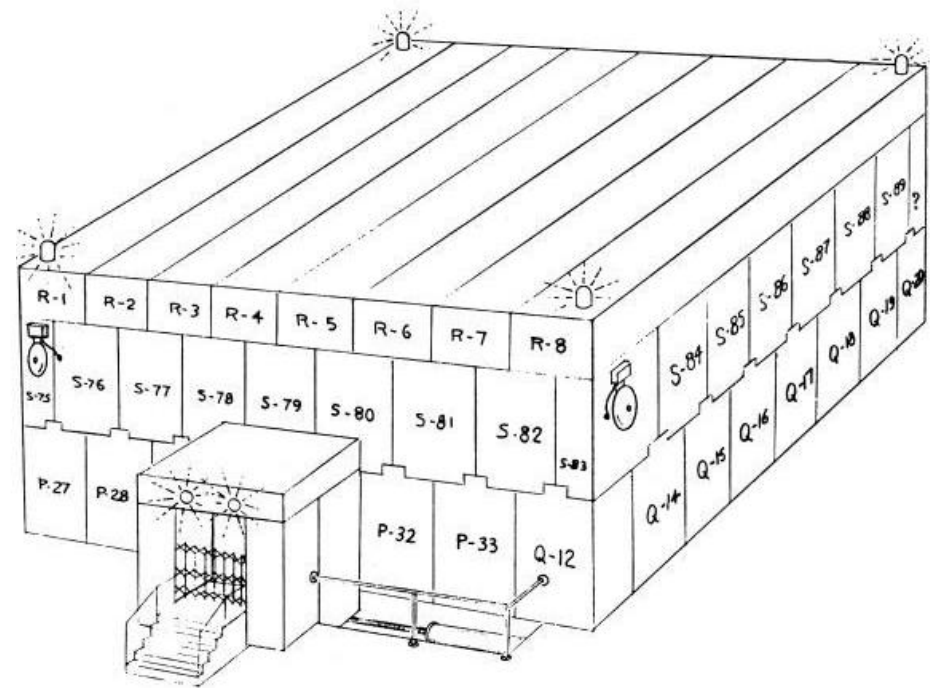 R-1 R-2 R-3 R-4 R-5 R-6 R-7 R-8
S-75 S-76 S-77 S-78 S-79 S-80 S-81 S-82 S-83
P-27 P-28 P-32 P-33 Q-12
S-84 S-85 S-86 S-87 S-88 S-89 ?
Q-14 Q-15 Q-16 Q-17 Q-18 Q-19 Q-20